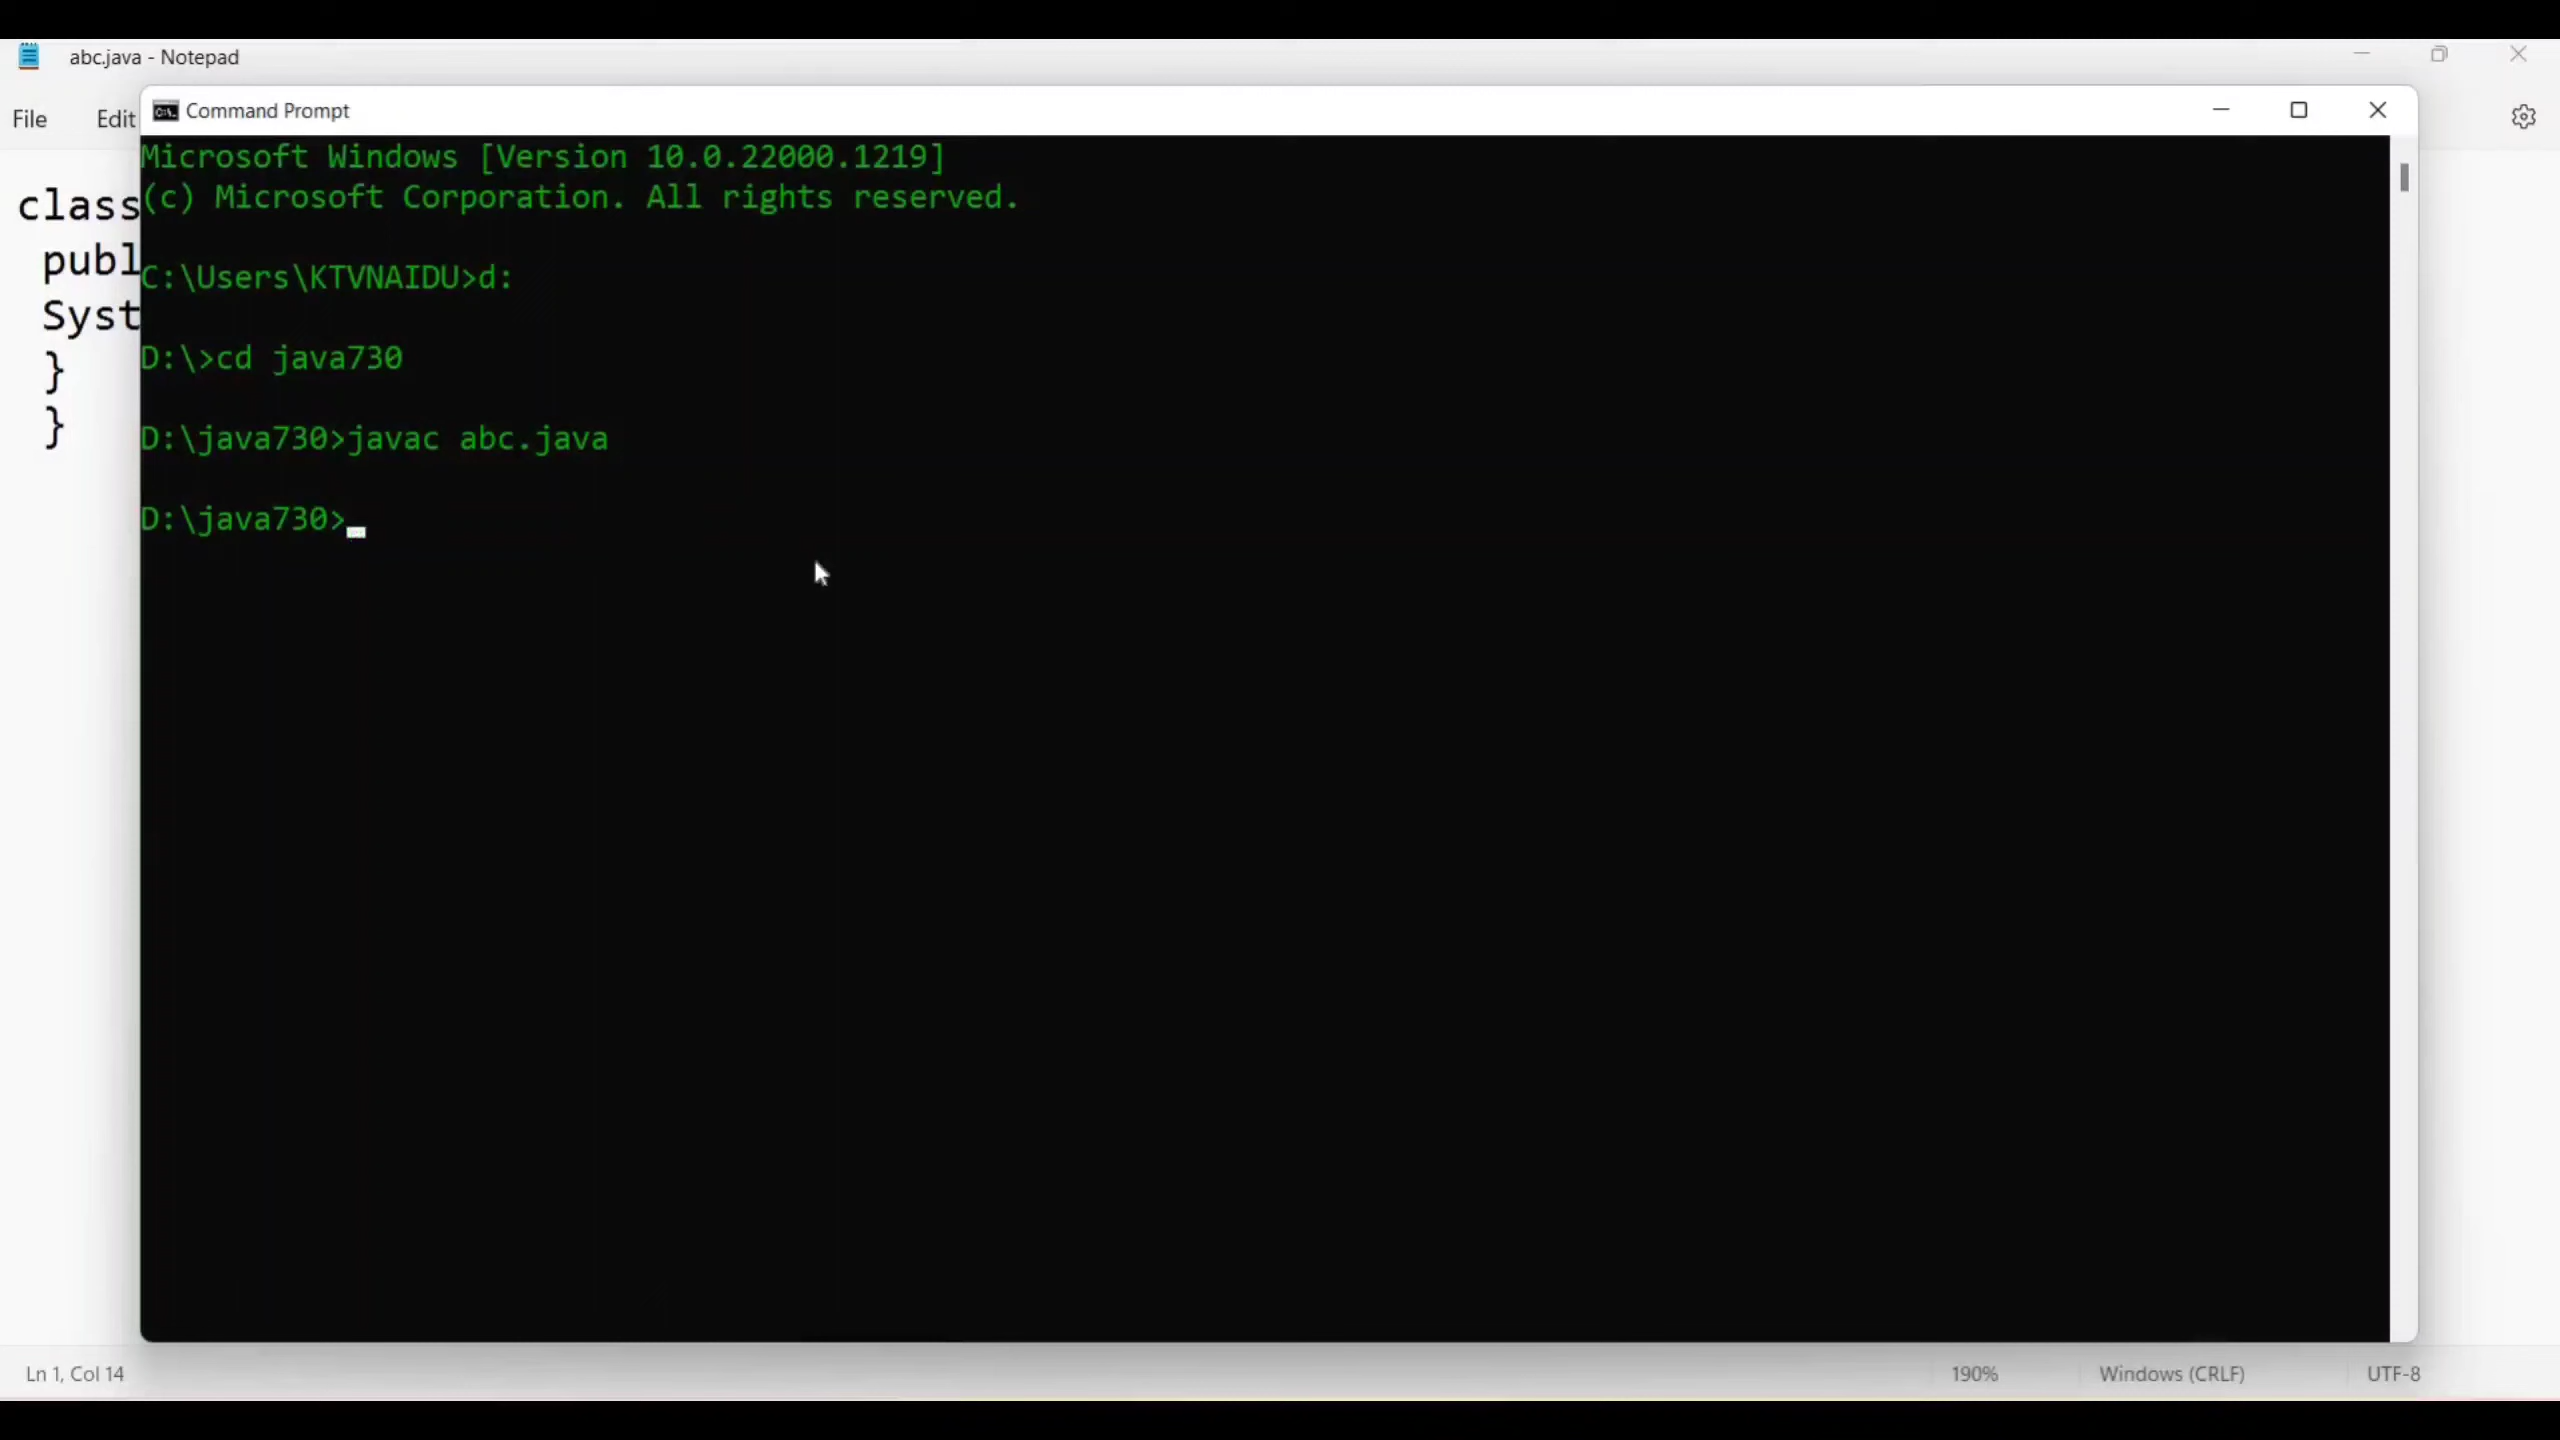 abc.java - Notepad
File Edit
Command Prompt
Microsoft Windows [Version 10.0.22000.1219]
(c) Microsoft Corporation. All rights reserved.
C:\Users\KTVNAIDU>d:
D:\>cd java730
D:\java730>javac abc.java
D:\java730>
class
publ
Syst
}
}
Ln 1, Col 14
190%
Windows (CRLF)
UTF-8